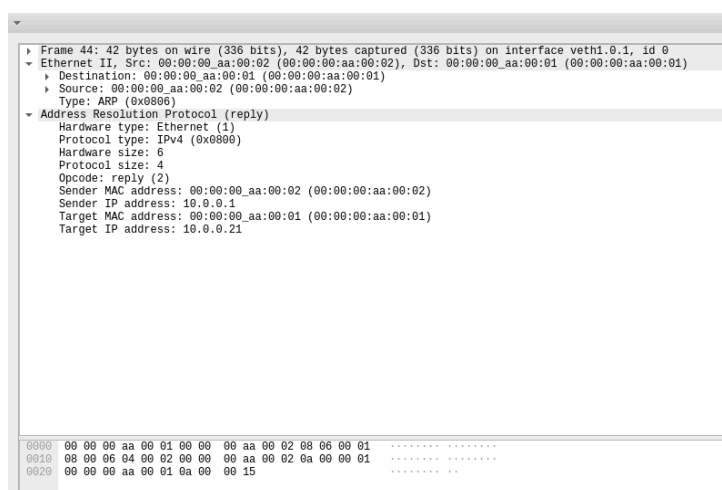 Frame 44: 42 bytes on wire (336 bits), 42 bytes captured (336 bits) on interface veth1.0.1, id 0
Ethernet II, Src: 00:00:00_aa:00:02 (00:00:00:aa:00:02), Dst: 00:00:00_aa:00:01 (00:00:00:aa:00:01)
Destination: 00:00:00_aa:00:01 (00:00:00:aa:00:01)
Source: 00:00:00_aa:00:02 (00:00:00:aa:00:02)
Type: ARP (0x0806)
Address Resolution Protocol (reply)
Hardware type: Ethernet (1)
Protocol type: IPv4 (0x0800)
Hardware size: 6
Protocol size: 4
Opcode: reply (2)
Sender MAC address: 00:00:00_aa:00:02 (00:00:00:aa:00:02)
Sender IP address: 10.0.0.1
Target MAC address: 00:00:00_aa:00:01 (00:00:00:aa:00:01)
Target IP address: 10.0.0.21
0000 00 00 00 aa 00 01 00 00 00 aa 00 02 08 06 00 01 ········ ········
0010 08 00 06 04 00 02 00 00 00 aa 00 02 0a 00 00 01 ········ ········
0020 00 00 00 aa 00 01 0a 00 00 15 ········ ··